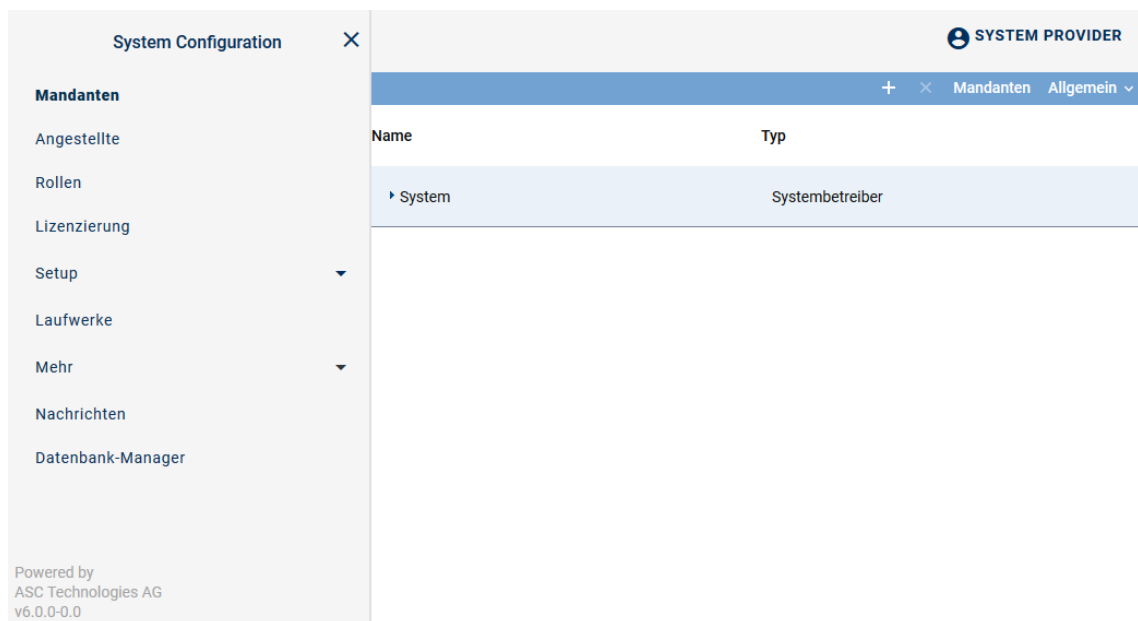 System Configuration
SYSTEM PROVIDER
Mandanten
Angestellte
Rollen
Lizenzierung
Setup
Laufwerke
Mehr
Nachrichten
Datenbank-Manager
Powered by
ASC Technologies AG
v6.0.0-0.0
Mandanten Allgemein
Name Typ
System Systembetreiber